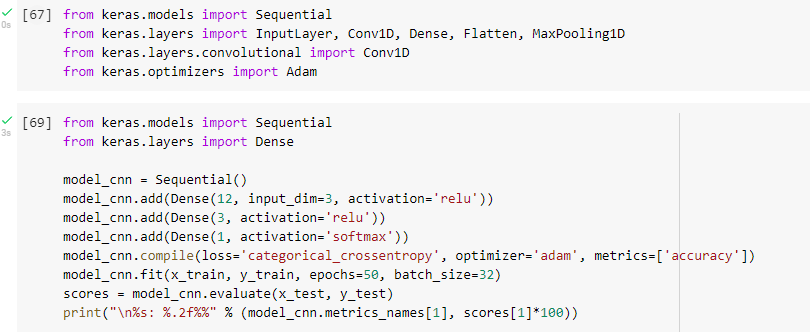 [67] from keras.models import Sequential
from keras.layers import InputLayer, Conv1D, Dense, Flatten, MaxPooling1D
from keras.layers.convolutional import Conv1D
from keras.optimizers import Adam
0s
[69] from keras.models import Sequential
from keras.layers import Dense
3s
model_cnn = Sequential()
model_cnn.add(Dense(12, input_dim=3, activation='relu'))
model_cnn.add(Dense(3, activation='relu'))
model_cnn.add(Dense(1, activation='softmax'))
model_cnn.compile(loss='categorical_crossentropy', optimizer='adam', metrics=['accuracy'])
model_cnn.fit(x_train, y_train, epochs=50, batch_size=32)
scores = model_cnn.evaluate(x_test, y_test)
print("\n%s: %.2f%%" % (model_cnn.metrics_names[1], scores[1]*100))